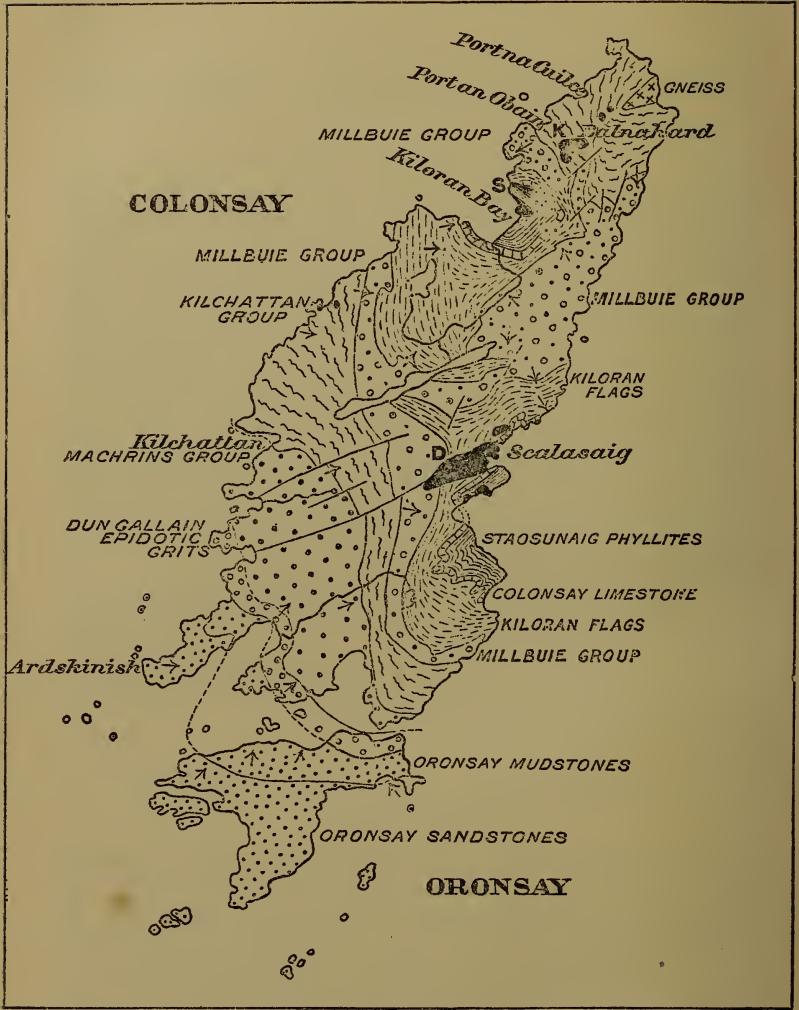 Port na Cuilce
Port an Obain
GNEISS
K
Balnahard
MILLBUIE GROUP
Kiloran Bay
S
COLONSAY
MILLBUIE GROUP
KILCHATTAN
GROUP
MILLBUIE GROUP
KILORAN
FLAGS
Kilchattan
MACHRINS GROUP
D
Scalasaig
DUN GALLAIN
EPIDOTIC
GRITS
STAOSUNAIG PHYLLITES
COLONSAY LIMESTONE
KILORAN FLAGS
MILLBUIE GROUP
Ardskinish
ORONSAY MUDSTONES
ORONSAY SANDSTONES
ORONSAY